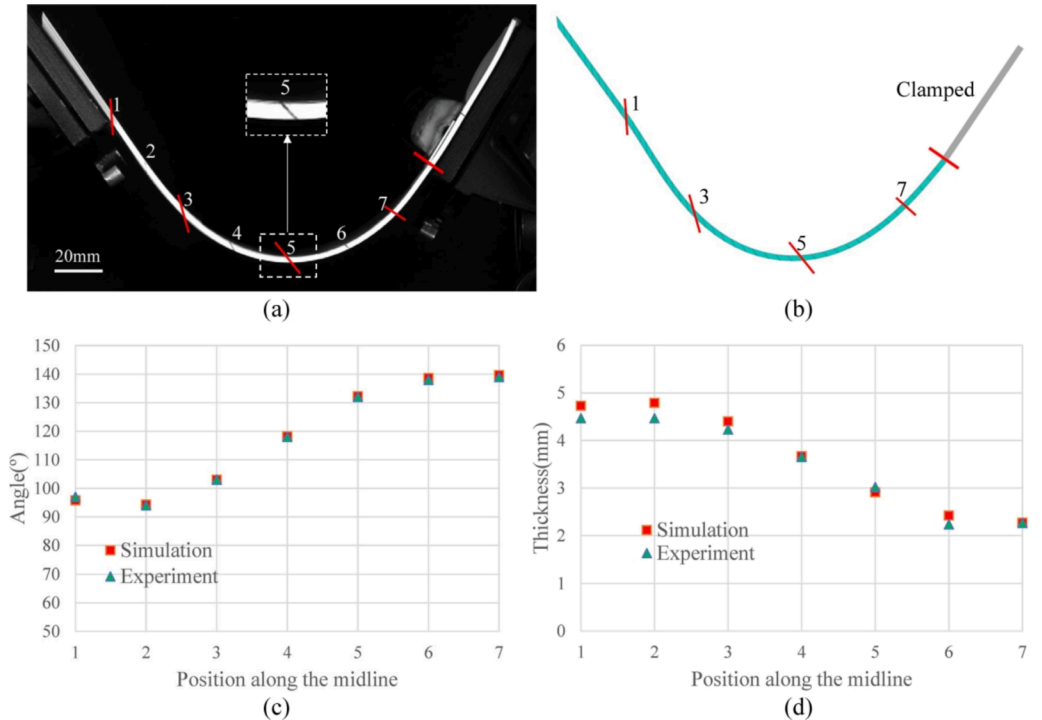 1
2
3
4
5
5
6
7
20mm
(a)
1
3
5
7
Clamped
(b)
150
140
130
120
110
100
90
80
70
60
50
Angle(º)
Simulation
Experiment
1 2 3 4 5 6 7
Position along the midline
(c)
6
5
4
3
2
1
0
Thickness(mm)
Simulation
Experiment
1 2 3 4 5 6 7
Position along the midline
(d)